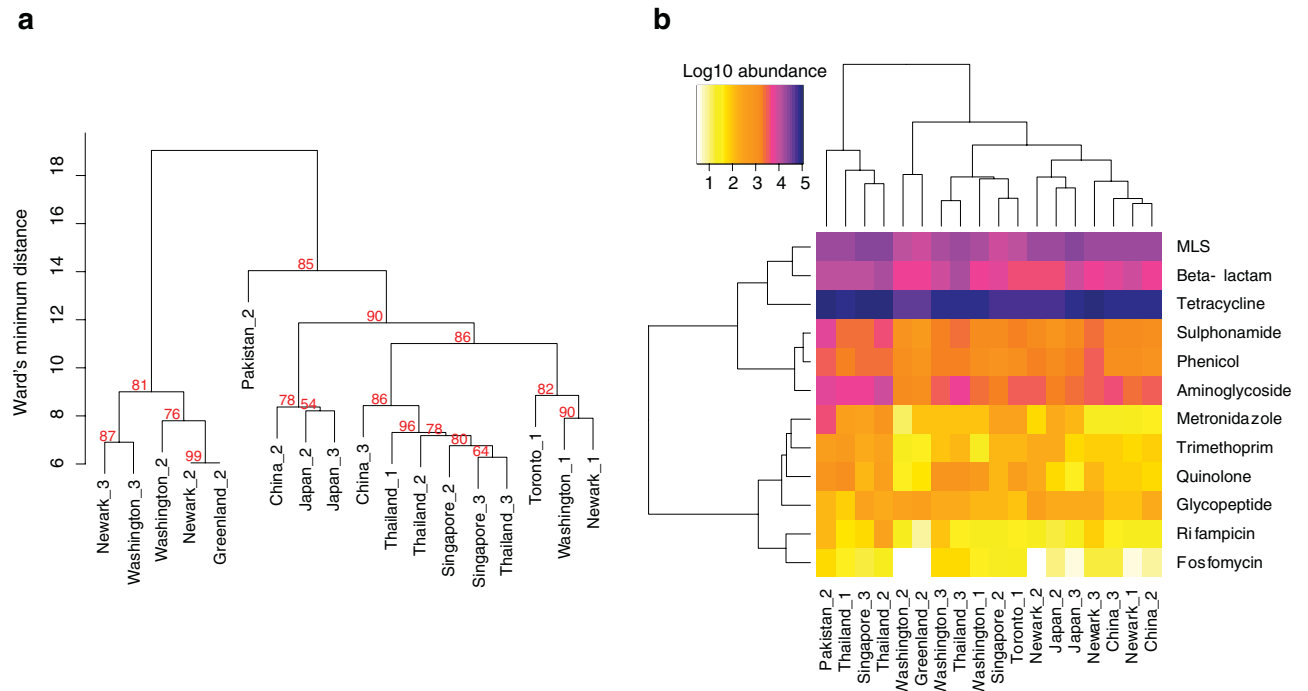 a
Ward's minimum distance
18
16
14
12
10
8
6
85
90
86
81
76
87
99
78
54
86
96
78
80
64
82
90
Newark_3
Washington_3
Washington_2
Newark_2
Greenland_2
Pakistan_2
China_2
Japan_2
Japan_3
China_3
Thailand_1
Thailand_2
Singapore_2
Singapore_3
Thailand_3
Toronto_1
Washington_1
Newark_1
b
Log10 abundance
1 2 3 4 5
MLS
Beta- lactam
Tetracycline
Sulphonamide
Phenicol
Aminoglycoside
Metronidazole
Trimethoprim
Quinolone
Glycopeptide
Rifampicin
Fosfomycin
Pakistan_2
Thailand_1
Singapore_3
Thailand_2
Washington_2
Greenland_2
Washington_3
Thailand_3
Washington_1
Singapore_2
Toronto_1
Newark_2
Japan_2
Japan_3
Newark_3
China_3
Newark_1
China_2